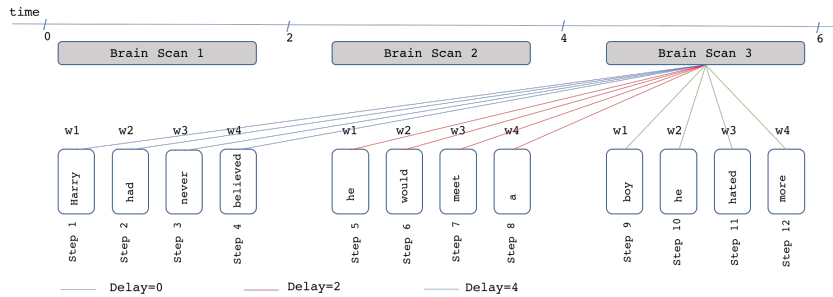 time
0 2 4 6
Brain Scan 1 Brain Scan 2 Brain Scan 3
w1 w2 w3 w4 w1 w2 w3 w4 w1 w2 w3 w4
Harry had never believed he would meet a boy he hated more
Step 1 Step 2 Step 3 Step 4 Step 5 Step 6 Step 7 Step 8 Step 9 Step 10 Step 11 Step 12
Delay=0 Delay=2 Delay=4